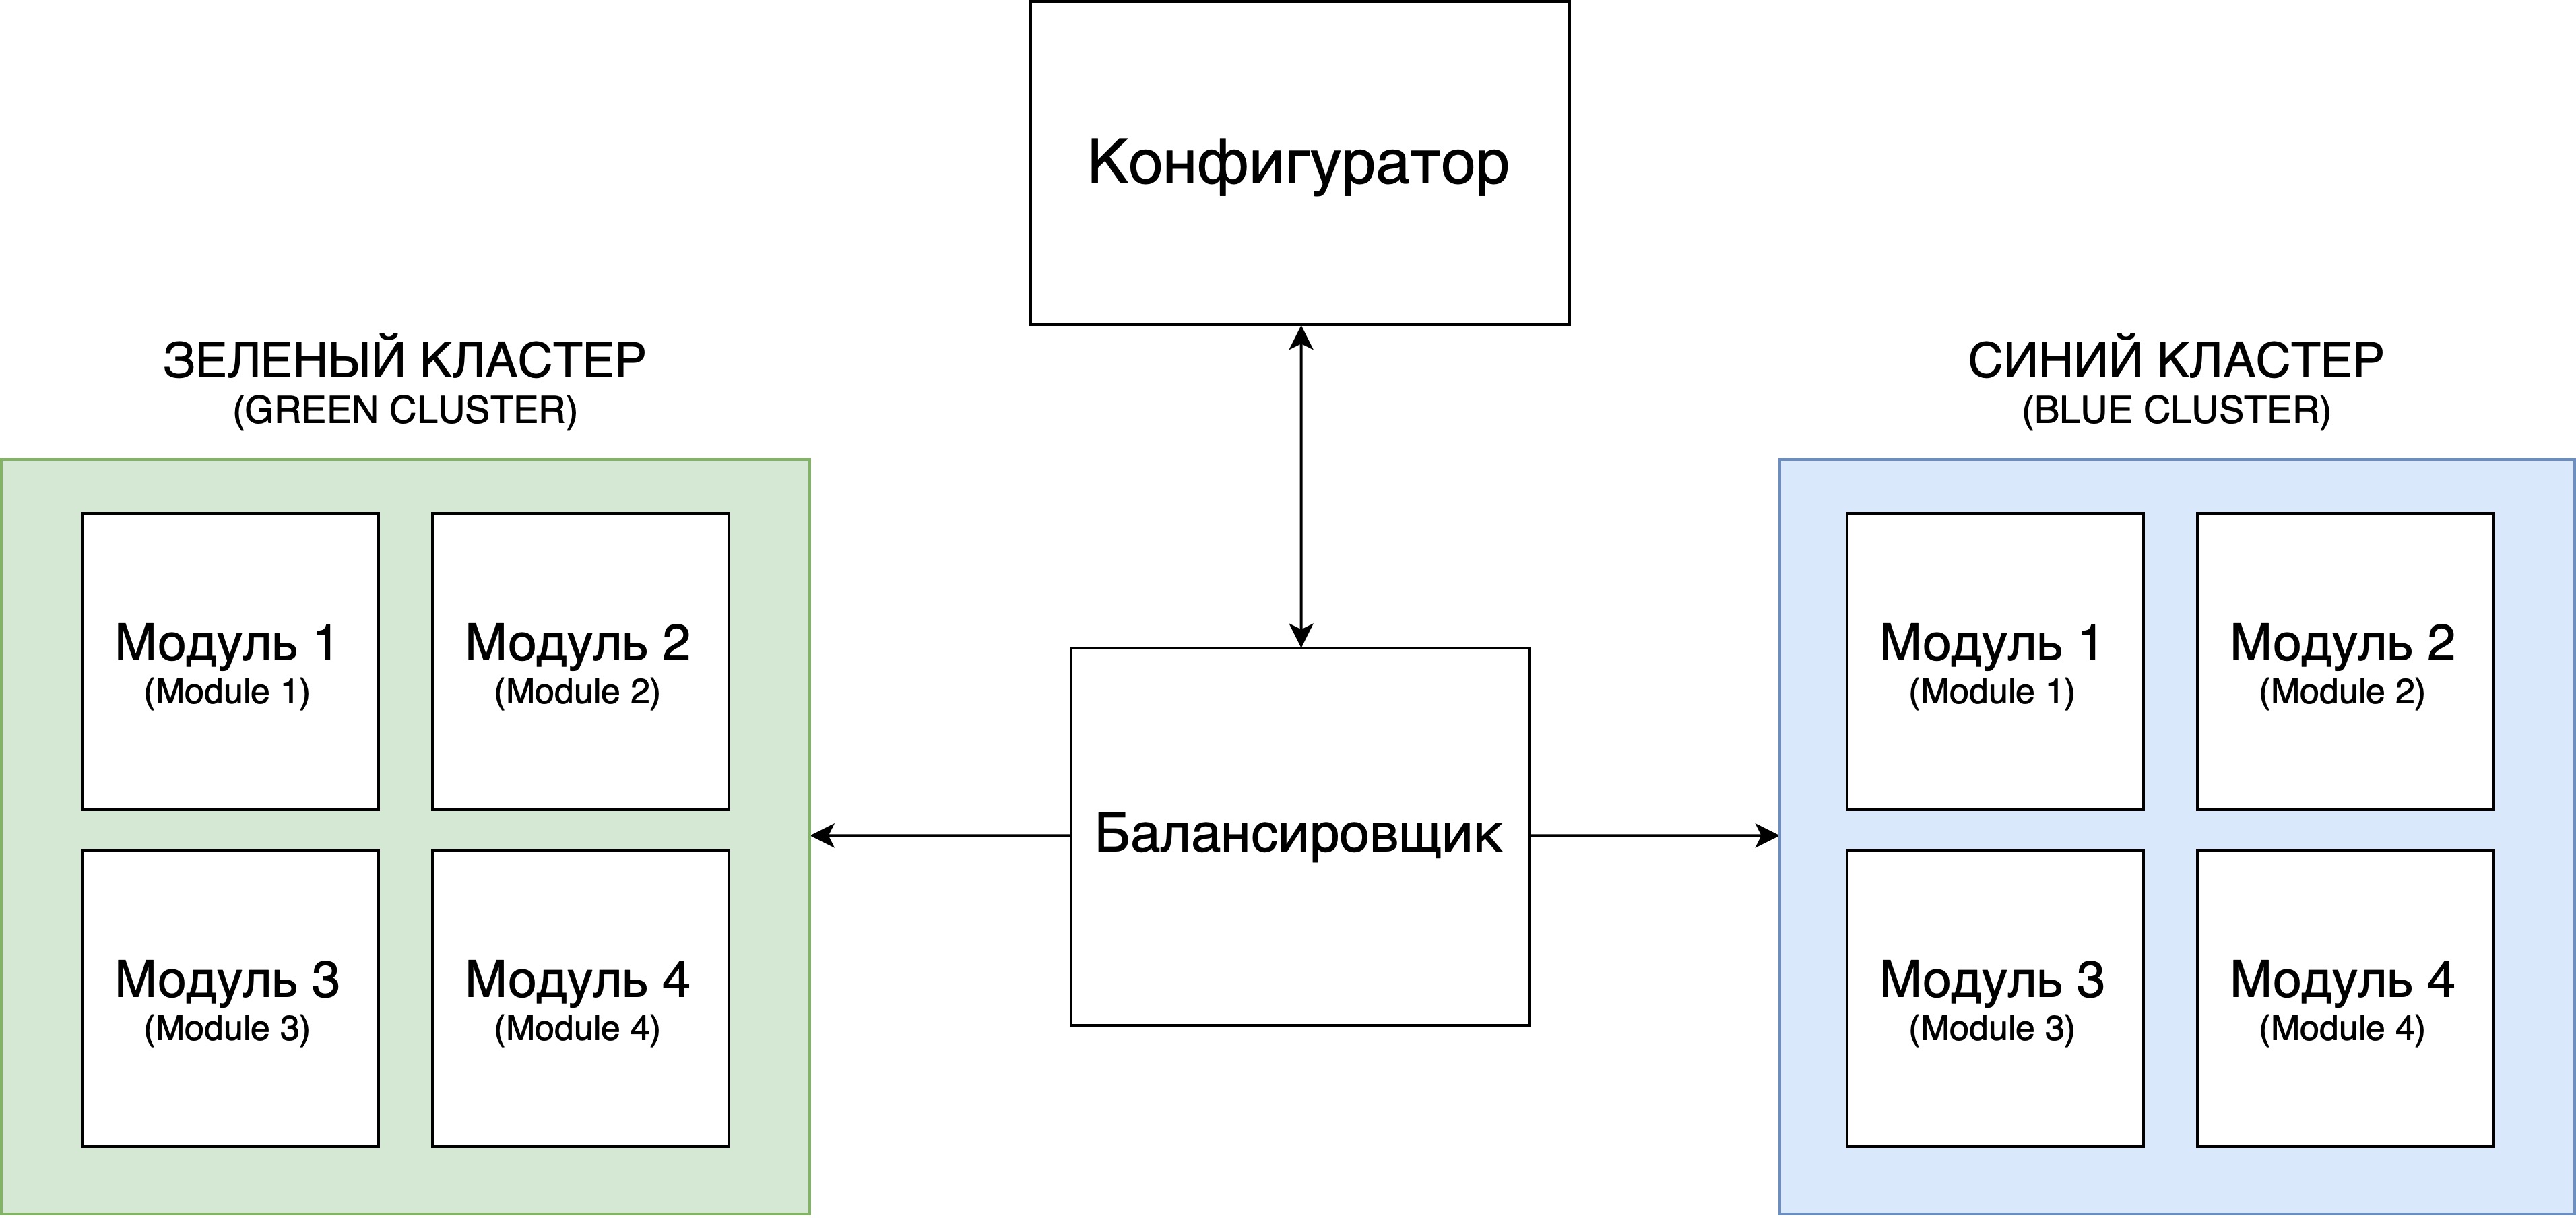 Конфигуратор
ЗЕЛЕНЫЙ КЛАСТЕР
(GREEN CLUSTER)
СИНИЙ КЛАСТЕР
(BLUE CLUSTER)
Модуль 1
(Module 1)
Модуль 2
(Module 2)
Модуль 3
(Module 3)
Модуль 4
(Module 4)
Балансировщик
Модуль 1
(Module 1)
Модуль 2
(Module 2)
Модуль 3
(Module 3)
Модуль 4
(Module 4)